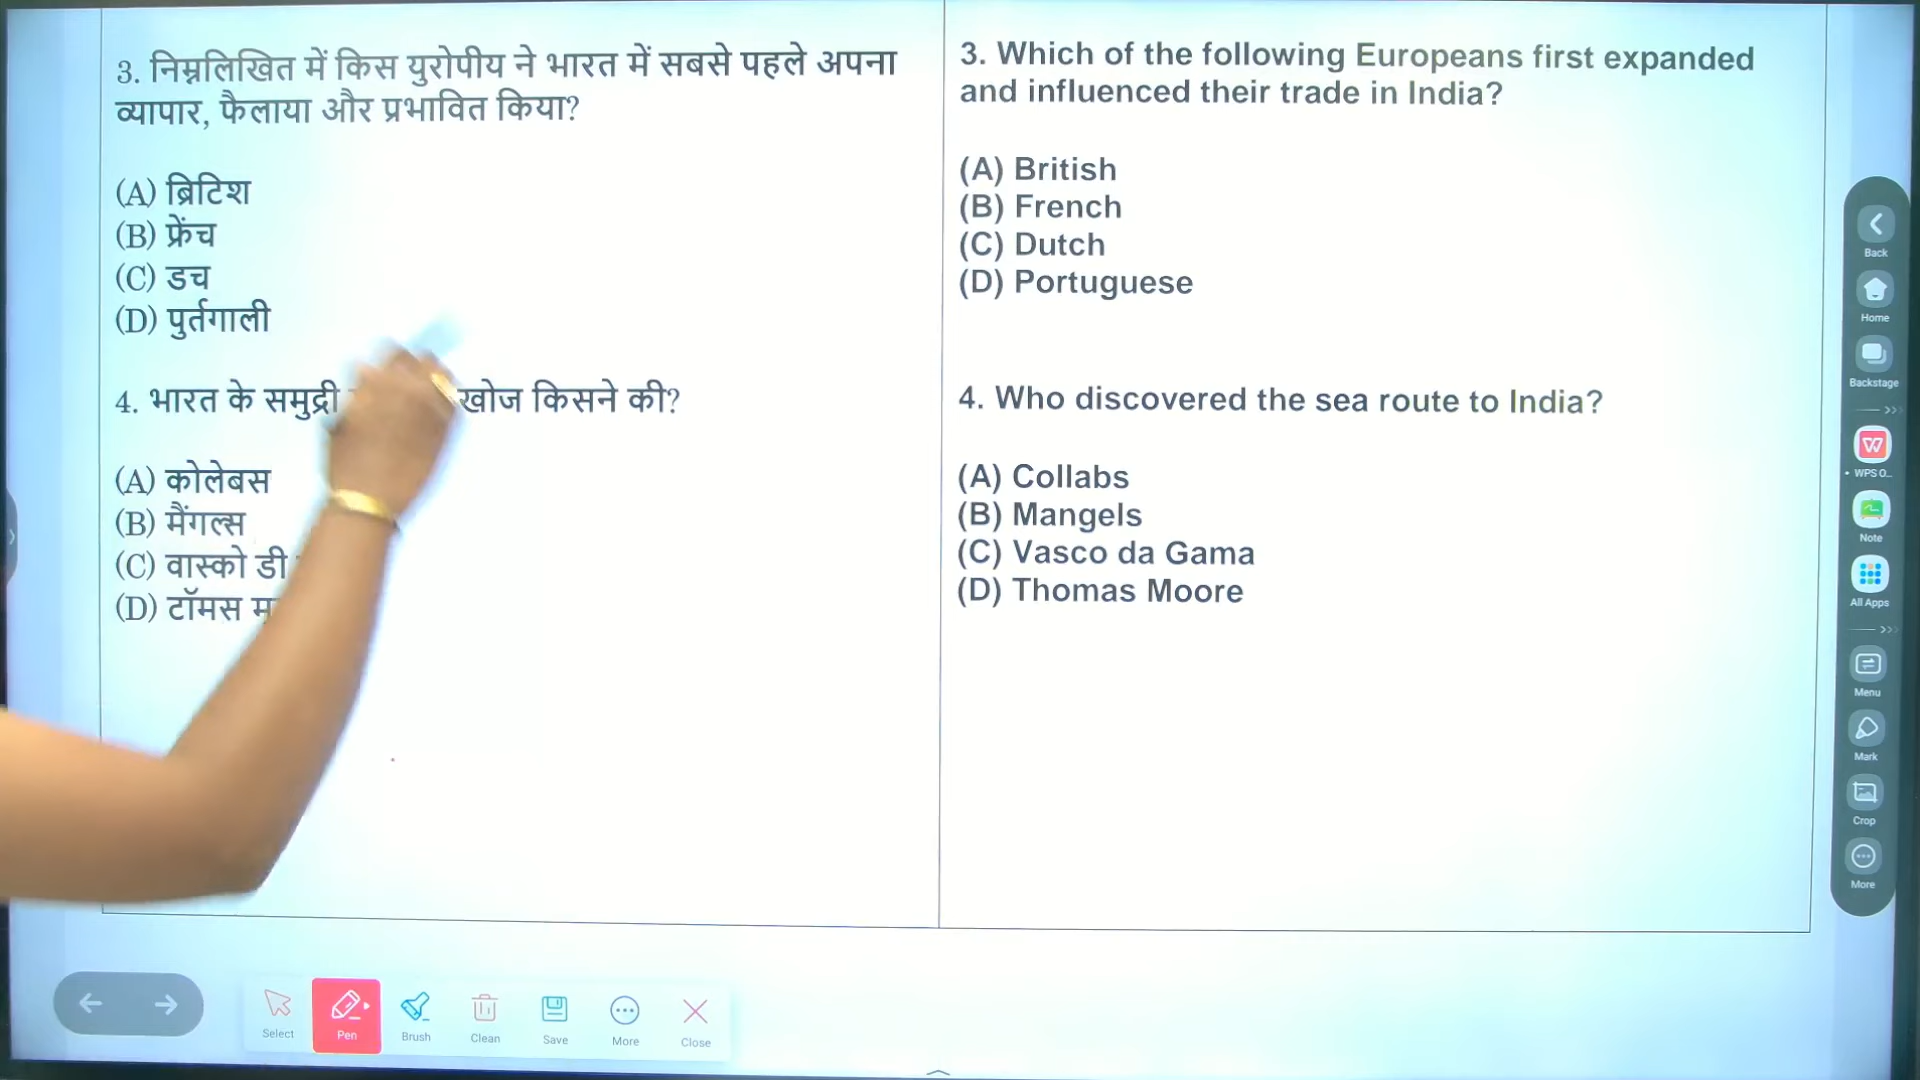 3. निम्नलिखित में किस युरोपीय ने भारत में सबसे पहले अपना
व्यापार, फैलाया और प्रभावित किया?
(A) ब्रिटिश
(B) फ्रेंच
(C) डच
(D) पुर्तगाली
4. भारत के समुद्री खोज किसने की?
(A) कोलेबस
(B) मैंगल्स
(C) वास्को डी
(D) टॉमस
3. Which of the following Europeans first expanded
and influenced their trade in India?
(A) British
(B) French
(C) Dutch
(D) Portuguese
4. Who discovered the sea route to India?
(A) Collabs
(B) Mangels
(C) Vasco da Gama
(D) Thomas Moore
Back
Home
Backstage
WPS O...
Note
All Apps
Menu
Mark
Crop
More
Select
Pen
Brush
Clean
Save
More
Close